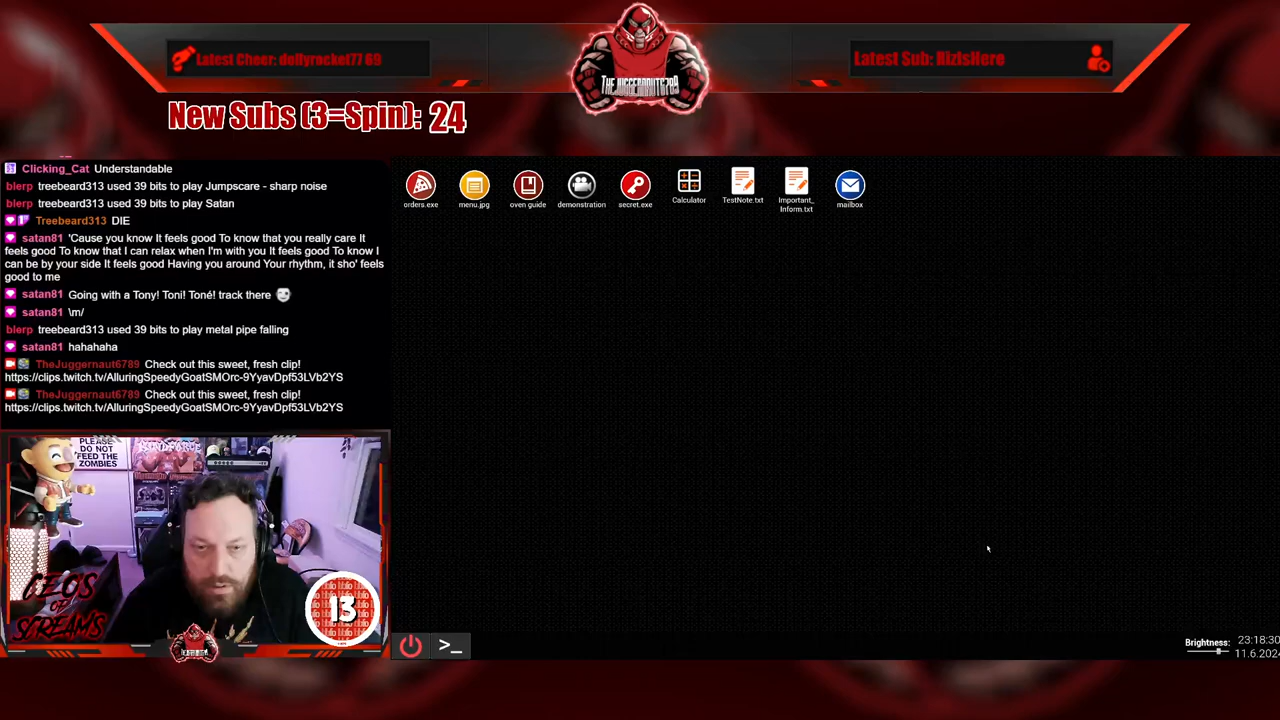 Latest Cheer: dollyrocket77 69
THEJUGGERNAUT6789
Latest Sub: RizIsHere
New Subs (3=Spin): 24
Clicking_Cat Understandable
blerp treebeard313 used 39 bits to play Jumpscare - sharp noise
blerp treebeard313 used 39 bits to play Satan
Treebeard313 DIE
satan81 'Cause you know It feels good To know that you really care It
feels good To know that I can relax when I'm with you It feels good To know I
can be by your side It feels good Having you around Your rhythm, it sho' feels
good to me
satan81 Going with a Tony! Toni! Toné! track there
satan81 \m/
blerp treebeard313 used 39 bits to play metal pipe falling
satan81 hahahaha
TheJuggernaut6789 Check out this sweet, fresh clip!
https://clips.twitch.tv/AlluringSpeedyGoatSMOrc-9YyavDpf53LVb2YS
TheJuggernaut6789 Check out this sweet, fresh clip!
https://clips.twitch.tv/AlluringSpeedyGoatSMOrc-9YyavDpf53LVb2YS
orders.exe
menu.jpg
oven guide
demonstration
secret.exe
Calculator
TestNote.txt
Important_
Inform.txt
mailbox
PLEASE
DO NOT
FEED THE
ZOMBIES
CEO'S
OF
SCREAMS
13
>_
Brightness:
23:18:30
11.6.2024